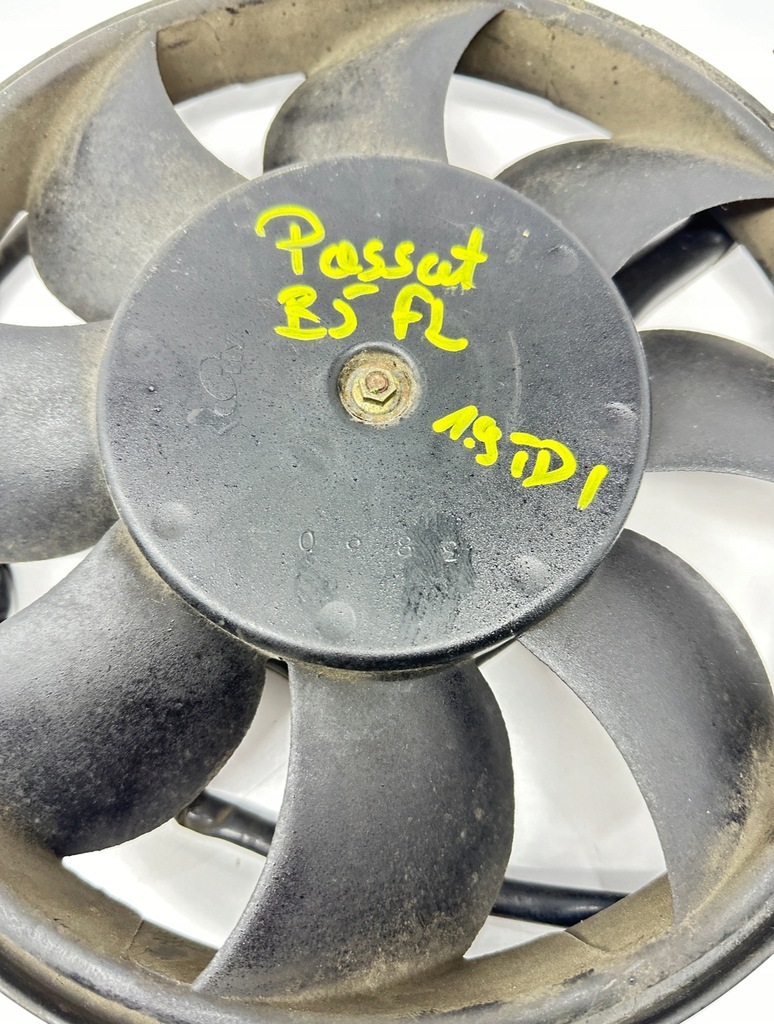 Passat
B5 FL
1.9 TDI